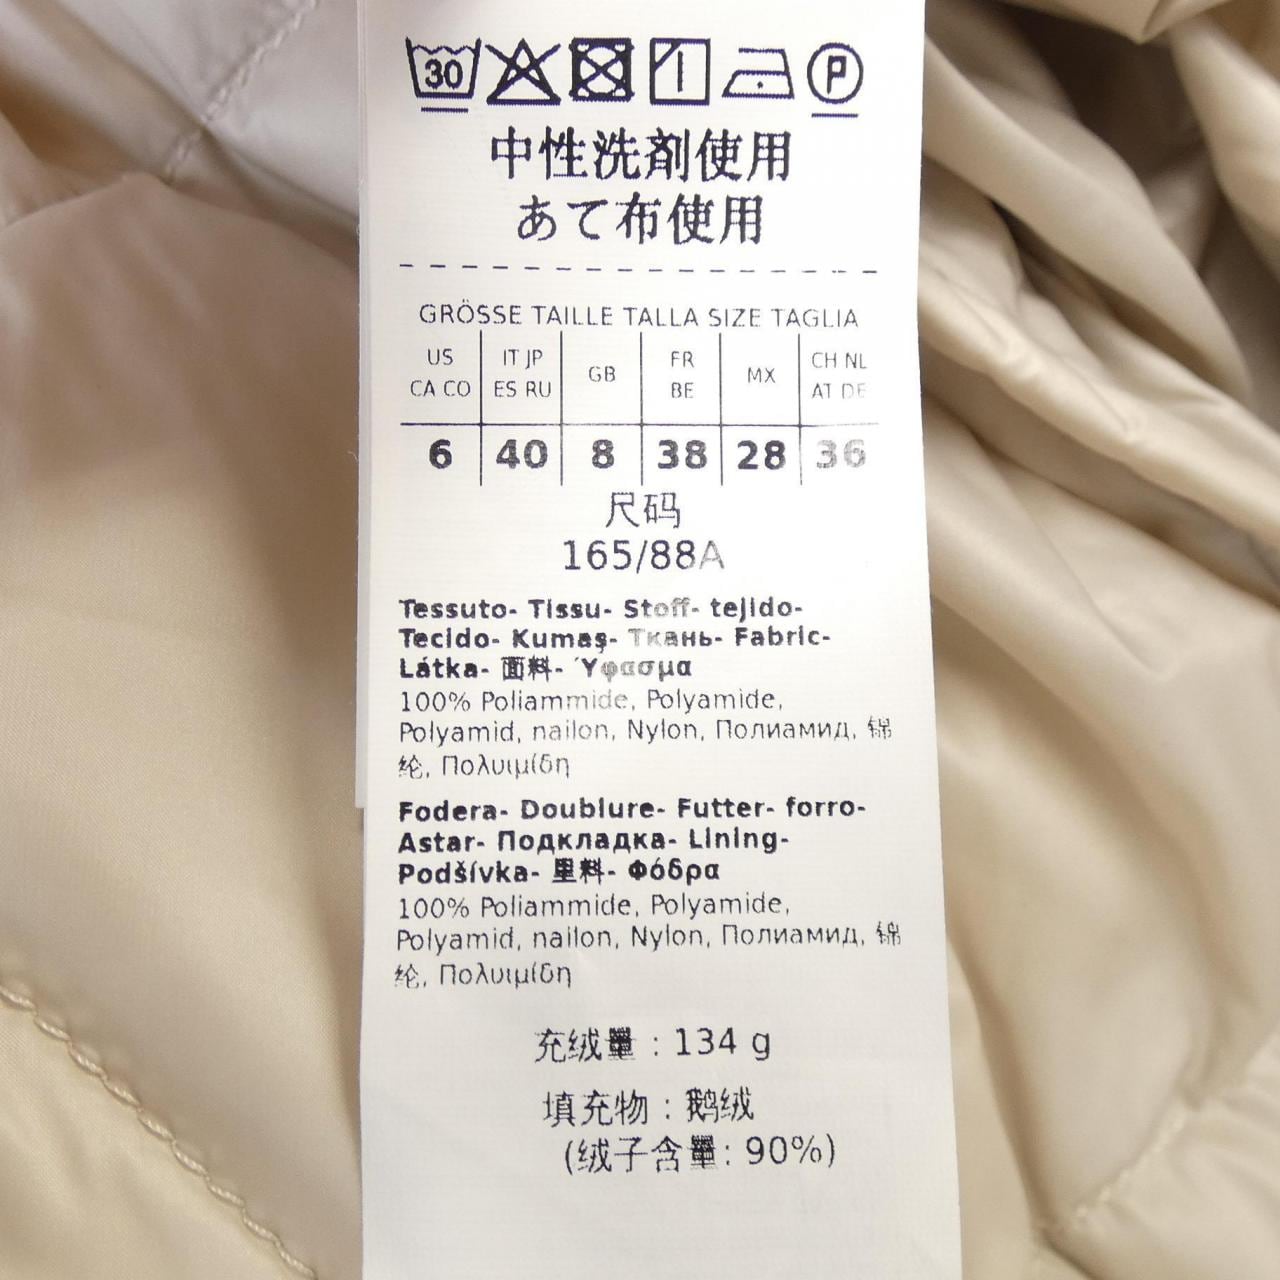 30 P
中性洗剤使用
あて布使用
GRÖSSE TAILLE TALLA SIZE TAGLIA
US CA CO IT JP ES RU GB FR BE MX CH NL AT DE
6 40 8 38 28 36
尺码
165/88A
Tessuto- Tissu- Stoff- tejido-
Tecido- Kumaş- Ткань- Fabric-
Látka- 面料- Ύφασμα
100% Poliammide, Polyamide,
Polyamid, nailon, Nylon, Полиамид, 锦
纶, Πολυιμίδη
Fodera- Doublure- Futter- forro-
Astar- Подкладка- Lining-
Podšívka- 里料- Φόδρα
100% Poliammide, Polyamide,
Polyamid, nailon, Nylon, Полиамид, 锦
纶, Πολυιμίδη
充绒量 : 134 g
填充物 : 鹅绒
(绒子含量: 90%)